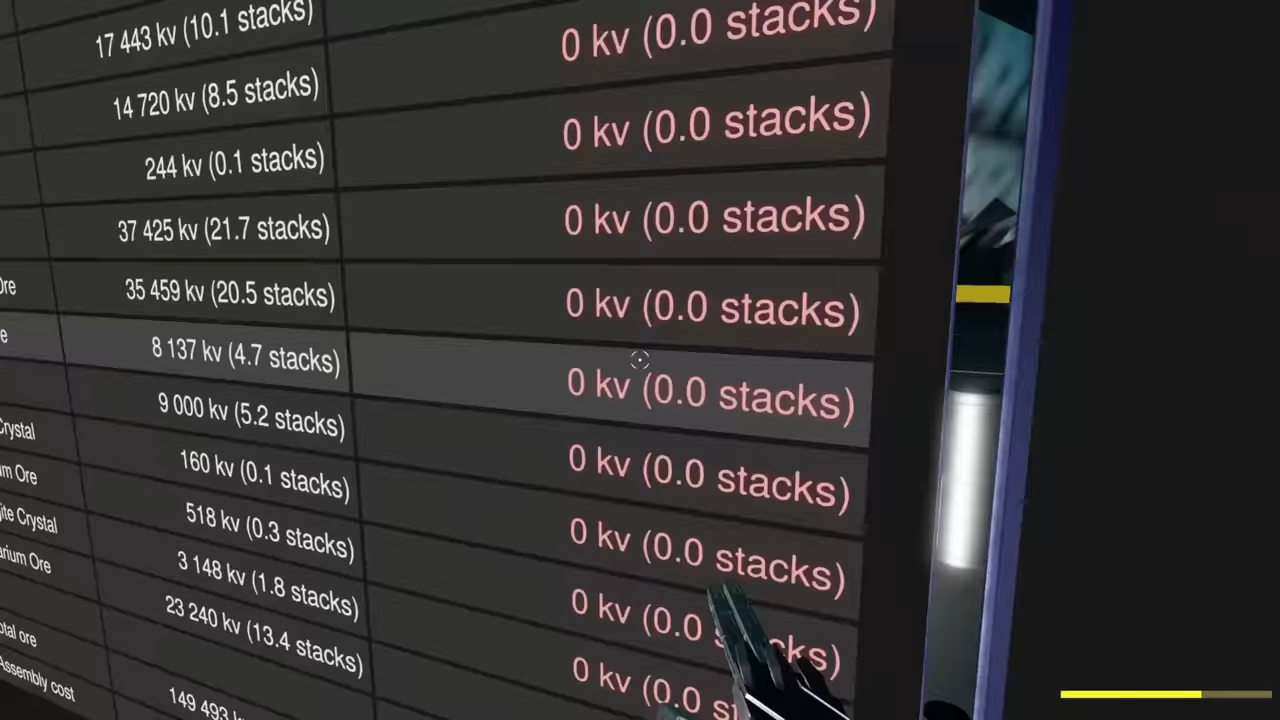 17 443 kv (10.1 stacks) 0 kv (0.0 stacks)
14 720 kv (8.5 stacks) 0 kv (0.0 stacks)
244 kv (0.1 stacks) 0 kv (0.0 stacks)
37 425 kv (21.7 stacks) 0 kv (0.0 stacks)
Ore 35 459 kv (20.5 stacks) 0 kv (0.0 stacks)
8 137 kv (4.7 stacks) 0 kv (0.0 stacks)
9 000 kv (5.2 stacks) 0 kv (0.0 stacks)
Crystal 160 kv (0.1 stacks) 0 kv (0.0
Ore 518 kv (0.3 stacks) 0 kv (0.0
Crystal 3 148 kv (1.8 stacks)
Ore 23 240 kv (13.4 stacks)
ore 149 493
Assembly cost